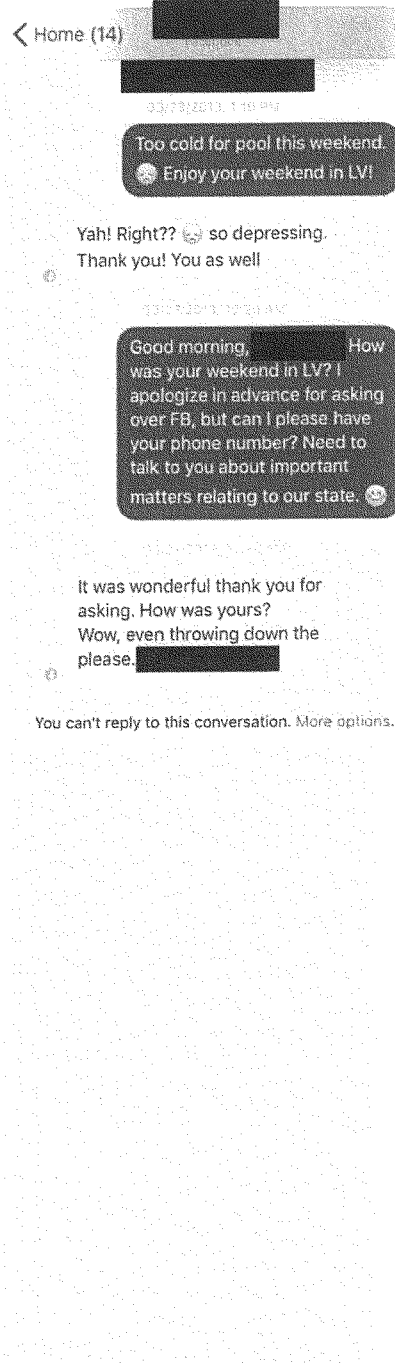 Home (14)
Too cold for pool this weekend.
Enjoy your weekend in LV!
Yah! Right?? so depressing.
Thank you! You as well
Good morning, How
was your weekend in LV? I
apologize in advance for asking
over FB, but can I please have
your phone number? Need to
talk to you about important
matters relating to our state.
It was wonderful thank you for
asking. How was yours?
Wow, even throwing down the
please.
You can't reply to this conversation. More options.